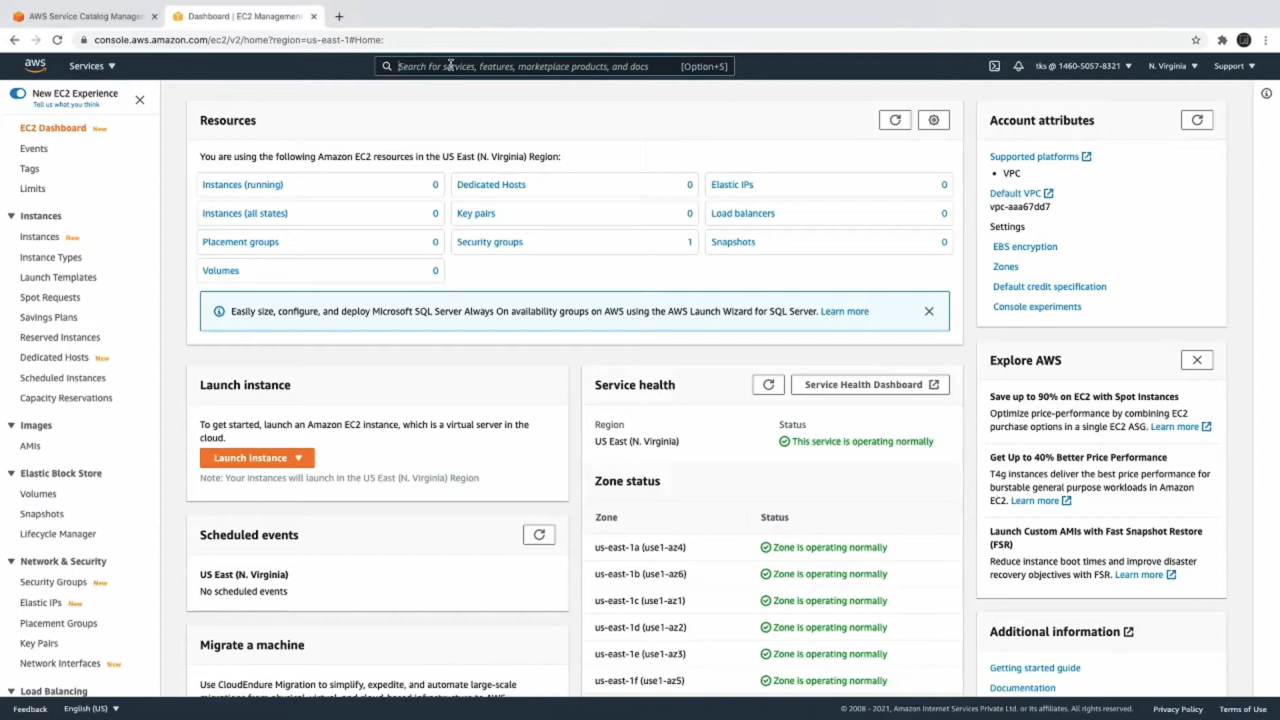 AWS Service Catalog Manage
Dashboard | EC2 Management
console.aws.amazon.com/ec2/v2/home?region=us-east-1#Home:
aws
Services
Search for services, features, marketplace products, and docs
[Option+S]
tks @ 1460-5057-8321
N. Virginia
Support
New EC2 Experience
Tell us what you think
EC2 Dashboard New
Events
Tags
Limits
Instances
Instances New
Instance Types
Launch Templates
Spot Requests
Savings Plans
Reserved Instances
Dedicated Hosts New
Scheduled Instances
Capacity Reservations
Images
AMIs
Elastic Block Store
Volumes
Snapshots
Lifecycle Manager
Network & Security
Security Groups New
Elastic IPs New
Placement Groups
Key Pairs
Network Interfaces New
Load Balancing
Resources
You are using the following Amazon EC2 resources in the US East (N. Virginia) Region:
Instances (running) 0
Dedicated Hosts 0
Elastic IPs 0
Instances (all states) 0
Key pairs 0
Load balancers 0
Placement groups 0
Security groups 1
Snapshots 0
Volumes 0
Easily size, configure, and deploy Microsoft SQL Server Always On availability groups on AWS using the AWS Launch Wizard for SQL Server. Learn more
Launch instance
To get started, launch an Amazon EC2 instance, which is a virtual server in the
cloud.
Launch Instance
Note: Your instances will launch in the US East (N. Virginia) Region
Scheduled events
US East (N. Virginia)
No scheduled events
Migrate a machine
Use CloudEndure Migration to simplify, expedite, and automate large-scale
Service health
Service Health Dashboard
Region
Status
US East (N. Virginia)
This service is operating normally
Zone status
Zone
Status
us-east-1a (use1-az4) Zone is operating normally
us-east-1b (use1-az6) Zone is operating normally
us-east-1c (use1-az1) Zone is operating normally
us-east-1d (use1-az2) Zone is operating normally
us-east-1e (use1-az3) Zone is operating normally
us-east-1f (use1-az5) Zone is operating normally
Account attributes
Supported platforms
• VPC
Default VPC
vpc-aaa67dd7
Settings
EBS encryption
Zones
Default credit specification
Console experiments
Explore AWS
Save up to 90% on EC2 with Spot Instances
Optimize price-performance by combining EC2
purchase options in a single EC2 ASG. Learn more
Get Up to 40% Better Price Performance
T4g instances deliver the best price performance for
burstable general purpose workloads in Amazon
EC2. Learn more
Launch Custom AMIs with Fast Snapshot Restore
(FSR)
Reduce instance boot times and improve disaster
recovery objectives with FSR. Learn more
Additional information
Getting started guide
Documentation
Feedback
English (US)
© 2008 - 2021, Amazon Internet Services Private Ltd. or its affiliates. All rights reserved.
Privacy Policy
Terms of Use